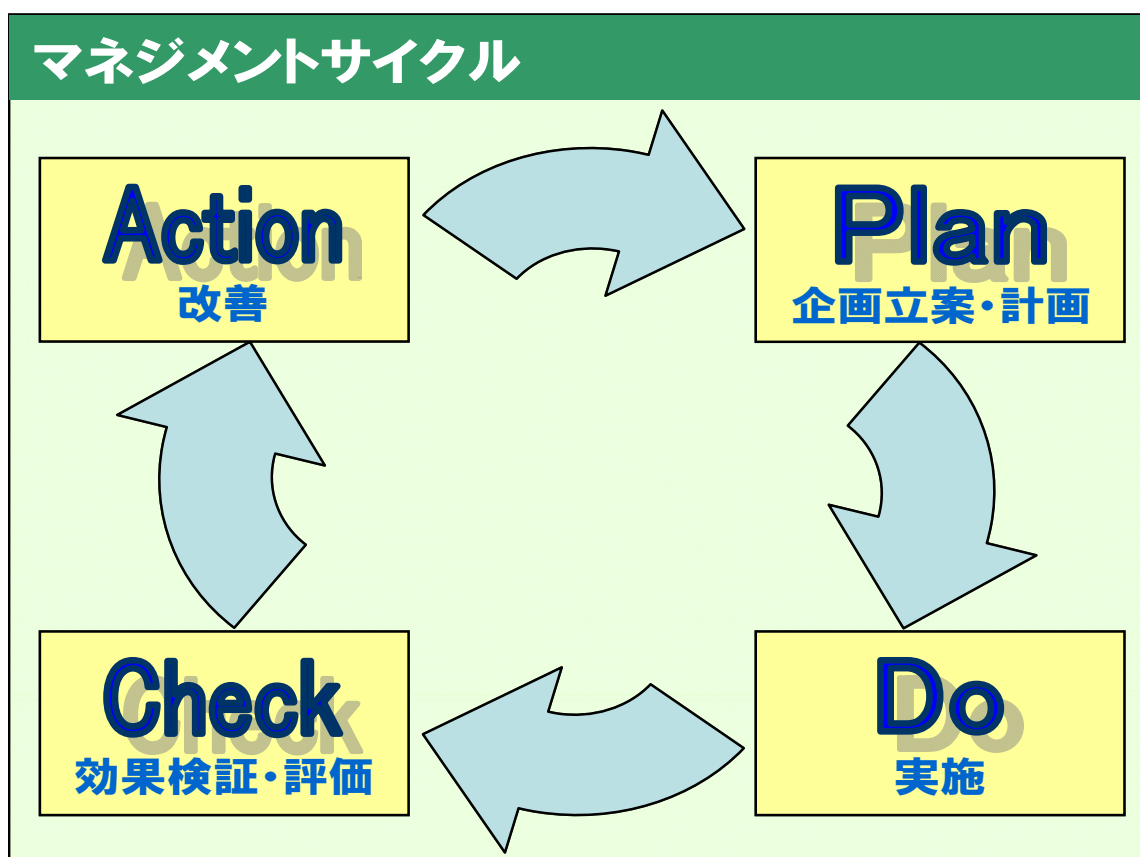 マネジメントサイクル
Action
改善
Plan
企画立案・計画
Check
効果検証・評価
Do
実施